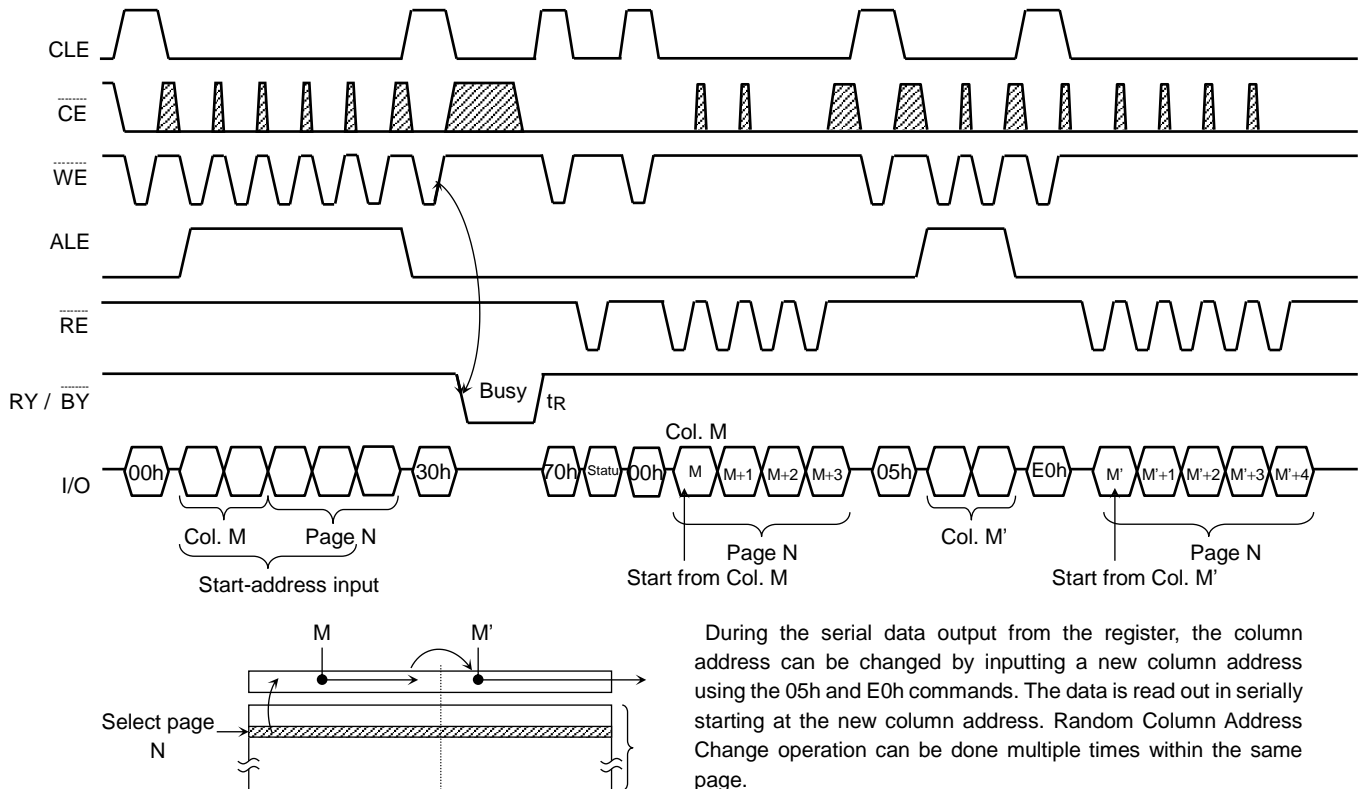 CLE
CE
WE
ALE
RE
RY / BY
Busy
tR
Col. M
I/O
00h
30h
70h
Statu
00h
M
M+1
M+2
M+3
05h
E0h
M'
M'+1
M'+2
M'+3
M'+4
Col. M
Page N
Page N
Col. M'
Page N
Start-address input
Start from Col. M
Start from Col. M'
M
M'
Select page
N
During the serial data output from the register, the column
address can be changed by inputting a new column address
using the 05h and E0h commands. The data is read out in serially
starting at the new column address. Random Column Address
Change operation can be done multiple times within the same
page.